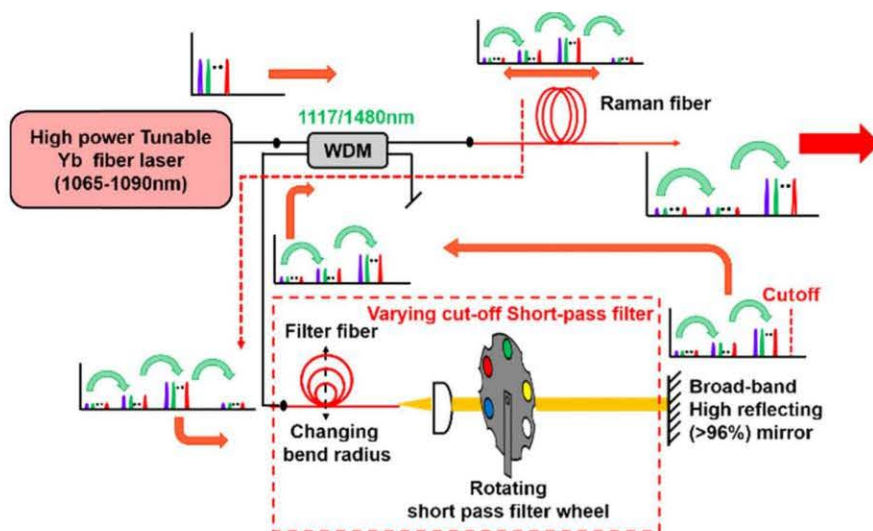 1117/1480nm
High power Tunable
Yb fiber laser
(1065-1090nm)
WDM
Raman fiber
Varying cut-off Short-pass filter
Cutoff
Filter fiber
Changing
bend radius
Rotating
short pass filter wheel
Broad-band
High reflecting
(>96%) mirror